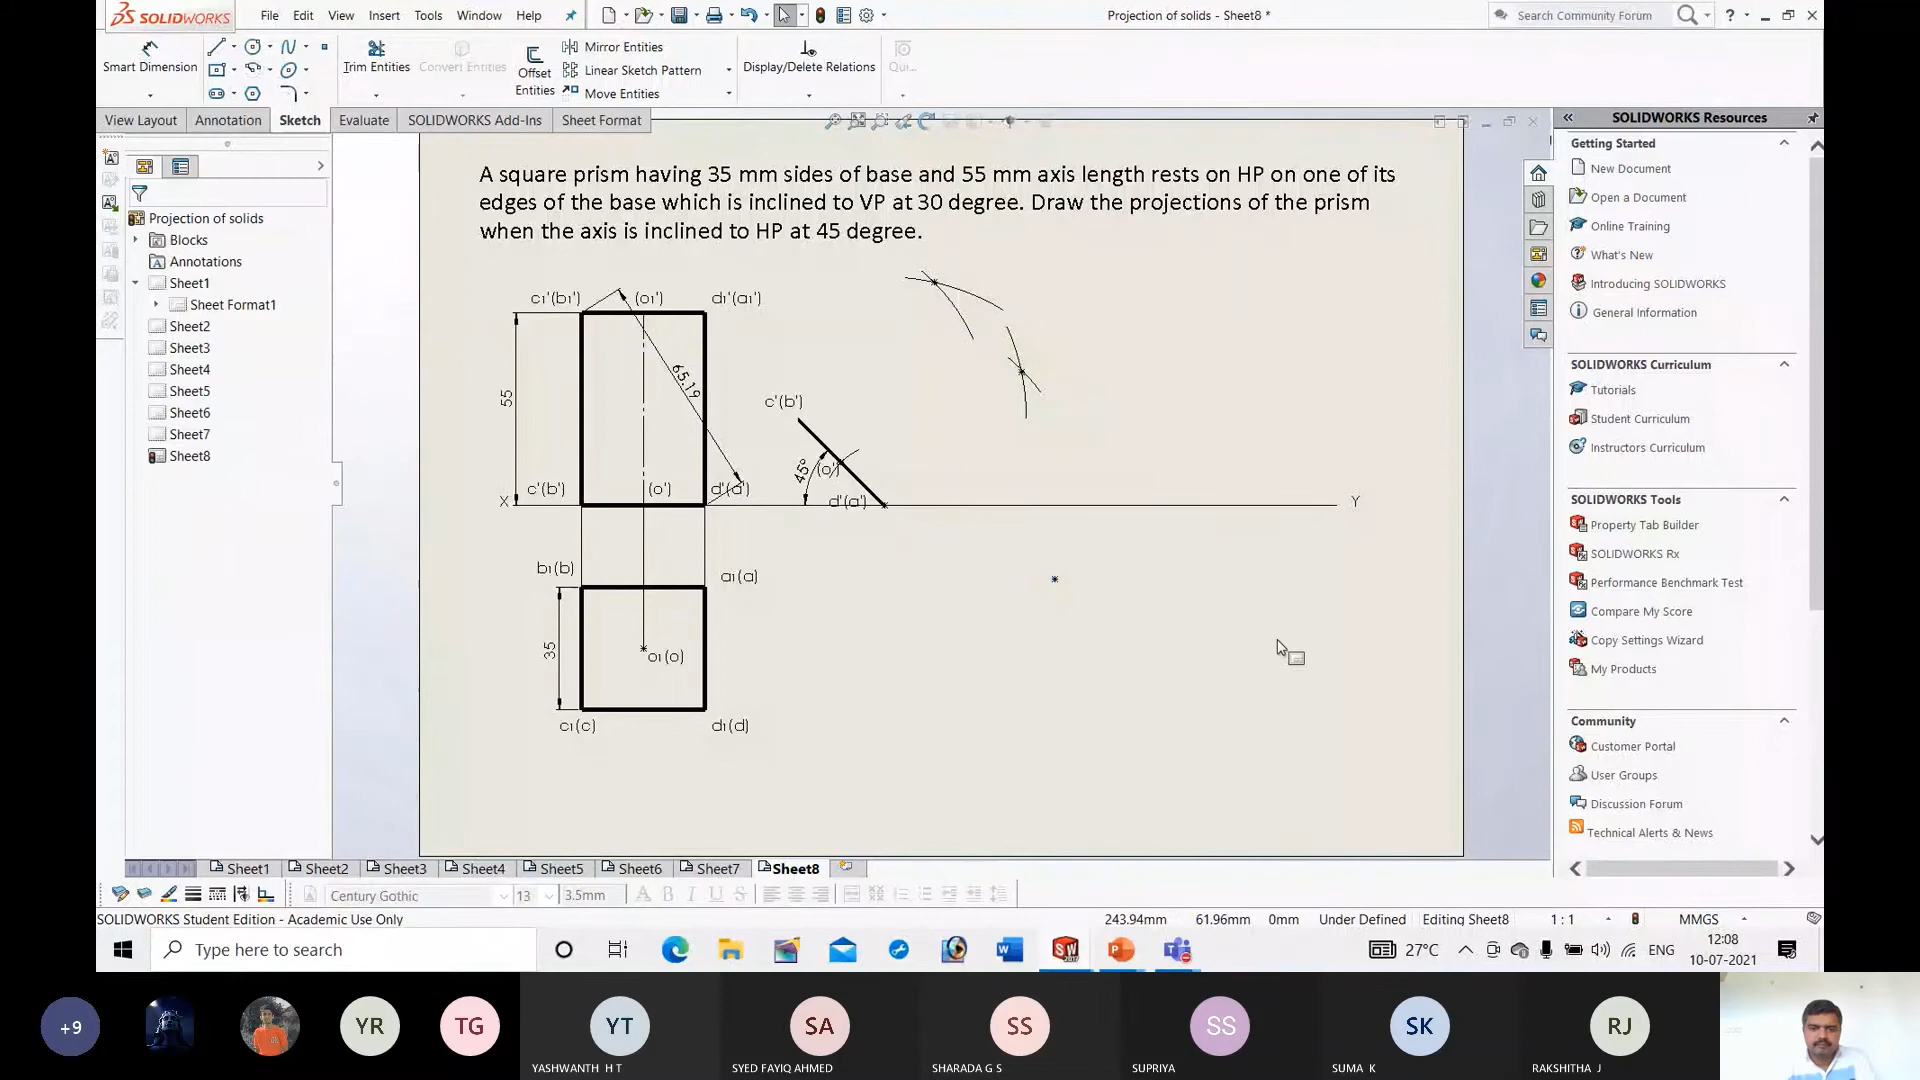 SOLIDWORKS File Edit View Insert Tools Window Help Projection of solids - Sheet8 * Search Community Forum ?
Smart Dimension Trim Entities Convert Entities Offset Entities Mirror Entities Linear Sketch Pattern Move Entities Display/Delete Relations Qui...
View Layout Annotation Sketch Evaluate SOLIDWORKS Add-Ins Sheet Format
Projection of solids
Blocks
Annotations
Sheet1
Sheet Format1
Sheet2
Sheet3
Sheet4
Sheet5
Sheet6
Sheet7
Sheet8
A square prism having 35 mm sides of base and 55 mm axis length rests on HP on one of its
edges of the base which is inclined to VP at 30 degree. Draw the projections of the prism
when the axis is inclined to HP at 45 degree.
c1'(b1') (o1') d1'(a1')
65.19
55
c'(b')
45° (o')
c'(b') (o') d'(a') d'(a')
X Y
b1(b) a1(a)
35
o1(o)
c1(c) d1(d)
SOLIDWORKS Resources
Getting Started
New Document
Open a Document
Online Training
What's New
Introducing SOLIDWORKS
General Information
SOLIDWORKS Curriculum
Tutorials
Student Curriculum
Instructors Curriculum
SOLIDWORKS Tools
Property Tab Builder
SOLIDWORKS Rx
Performance Benchmark Test
Compare My Score
Copy Settings Wizard
My Products
Community
Customer Portal
User Groups
Discussion Forum
Technical Alerts & News
Sheet1 Sheet2 Sheet3 Sheet4 Sheet5 Sheet6 Sheet7 Sheet8
Century Gothic 13 3.5mm A B I U S
SOLIDWORKS Student Edition - Academic Use Only 243.94mm 61.96mm 0mm Under Defined Editing Sheet8 1 : 1 MMGS
Type here to search 27°C ENG 12:08
10-07-2021
+9 YR TG YT SA SS SS SK RJ
YASHWANTH H T SYED FAYIQ AHMED SHARADA G S SUPRIYA SUMA K RAKSHITHA J